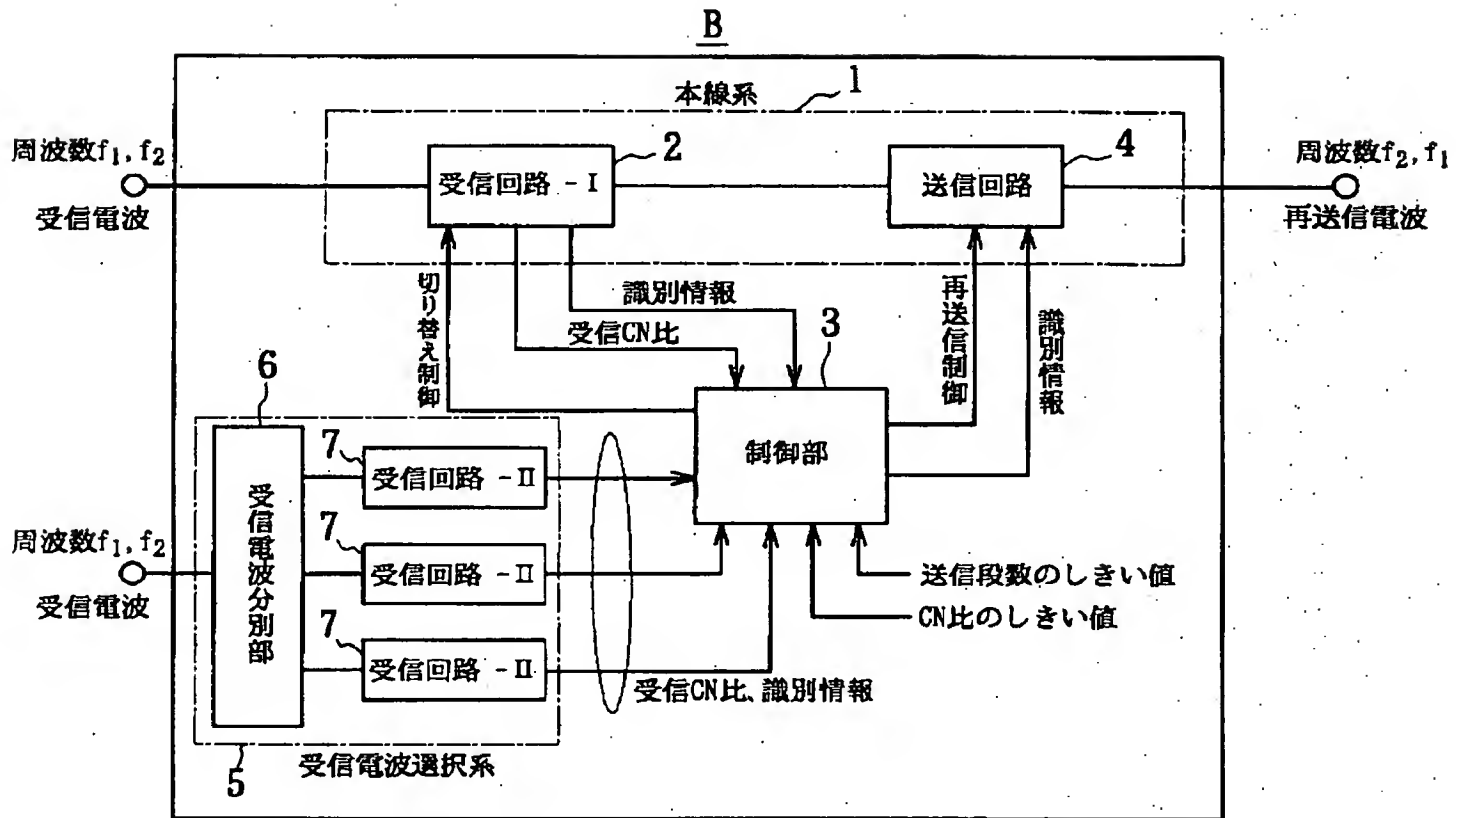 B
本線系
1
周波数f₁,f₂
受信電波
受信回路 - I
2
送信回路
4
周波数f₂,f₁
再送信電波
切り替え制御
識別情報
受信CN比
再送信制御
識別情報
3
制御部
6
受信電波分別部
7
受信回路 - II
7
受信回路 - II
7
受信回路 - II
周波数f₁,f₂
受信電波
送信段数のしきい値
CN比のしきい値
受信CN比、識別情報
5
受信電波選択系